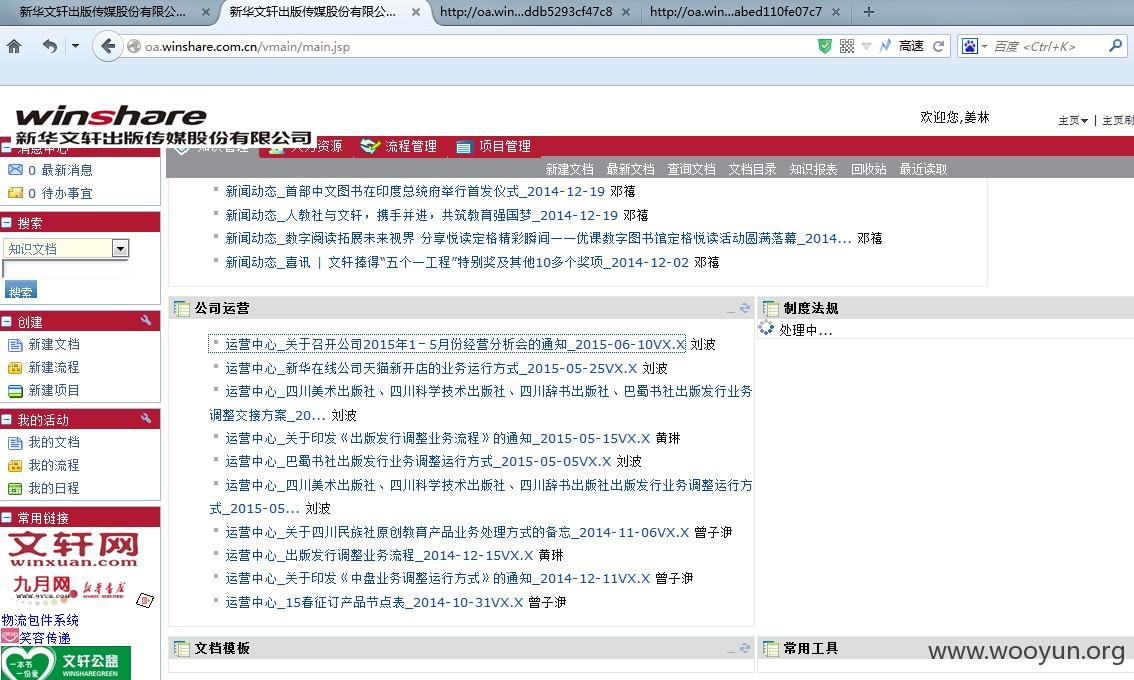 新华文轩出版传媒股份有限公... × 新华文轩出版传媒股份有限公... × http://oa.win...ddb5293cf47c8 × http://oa.win...abed110fe07c7 × +
oa.winshare.com.cn/vmain/main.jsp 高速 百度 <Ctrl+K>
winshare
新华文轩出版传媒股份有限公司
欢迎您,姜林
主页 | 主页刷
消息中心
知识管理 人力资源 流程管理 项目管理
新建文档 最新文档 查询文档 文档目录 知识报表 回收站 最近读取
0 最新消息
0 待办事宜
搜索
知识文档
搜索
创建
新建文档
新建流程
新建项目
我的活动
我的文档
我的流程
我的日程
常用链接
文轩网
winxuan.com
九月网
新华书店
物流包件系统
笑容传递
一本书
一份爱
文轩公益
WINSHAREGREEN
新闻动态_首部中文图书在印度总统府举行首发仪式_2014-12-19 邓禧
新闻动态_人教社与文轩，携手并进，共筑教育强国梦_2014-12-19 邓禧
新闻动态_数字阅读拓展未来视界 分享悦读定格精彩瞬间——优课数字图书馆定格悦读活动圆满落幕_2014... 邓禧
新闻动态_喜讯 | 文轩捧得“五个一工程”特别奖及其他10多个奖项_2014-12-02 邓禧
公司运营
运营中心_关于召开公司2015年1－5月份经营分析会的通知_2015-06-10VX.X 刘波
运营中心_新华在线公司天猫新开店的业务运行方式_2015-05-25VX.X 刘波
运营中心_四川美术出版社、四川科学技术出版社、四川辞书出版社、巴蜀书社出版发行业务
调整交接方案_20... 刘波
运营中心_关于印发《出版发行调整业务流程》的通知_2015-05-15VX.X 黄琳
运营中心_巴蜀书社出版发行业务调整运行方式_2015-05-05VX.X 刘波
运营中心_四川美术出版社、四川科学技术出版社、四川辞书出版社出版发行业务调整运行方
式_2015-05... 刘波
运营中心_关于四川民族社原创教育产品业务处理方式的备忘_2014-11-06VX.X 曾子洢
运营中心_出版发行调整业务流程_2014-12-15VX.X 黄琳
运营中心_关于印发《中盘业务调整运行方式》的通知_2014-12-11VX.X 曾子洢
运营中心_15春征订产品节点表_2014-10-31VX.X 曾子洢
制度法规
处理中...
文档模板
常用工具
www.wooyun.org